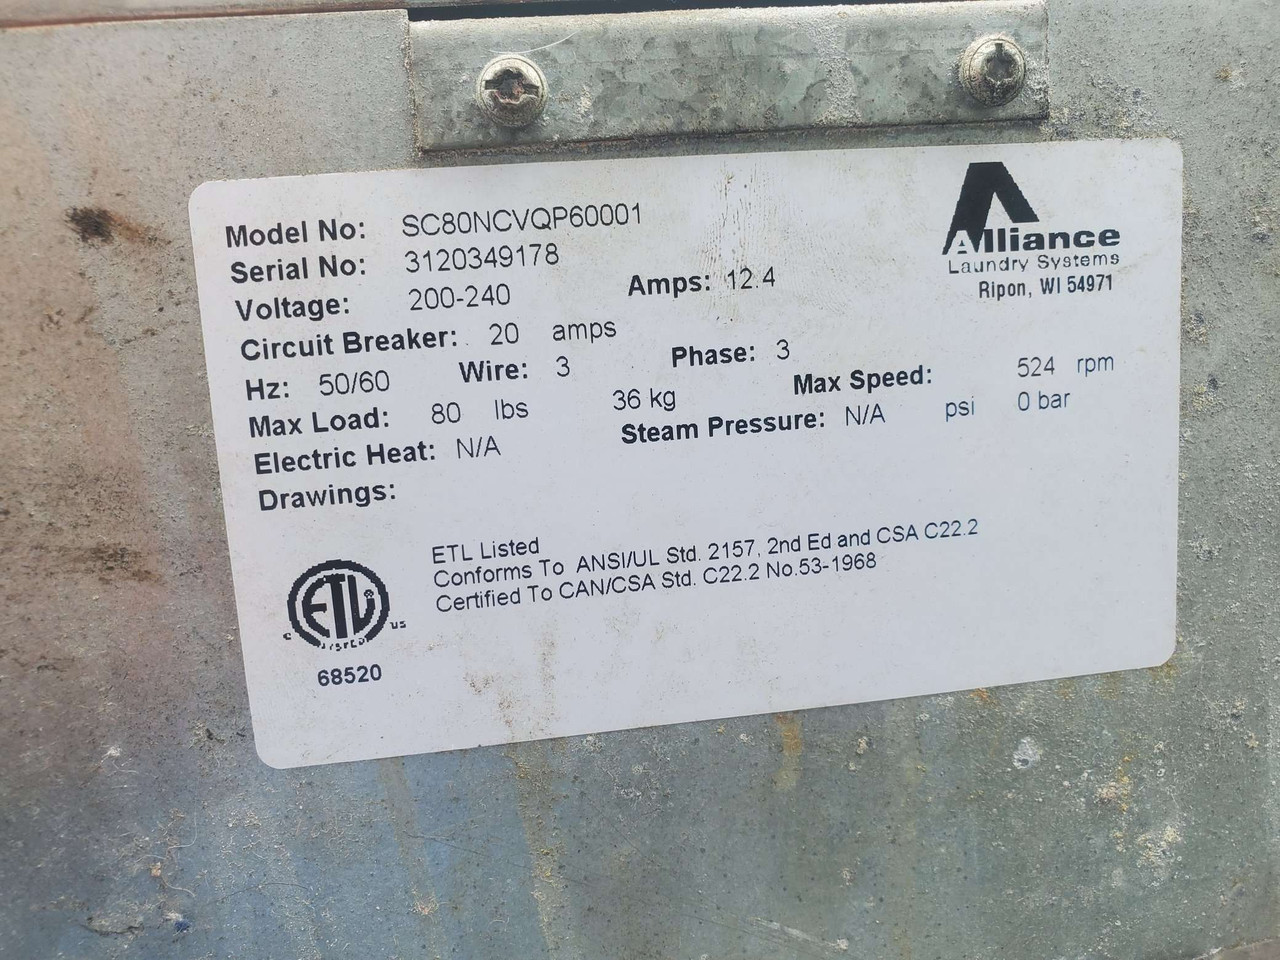 Alliance
Laundry Systems
Ripon, WI 54971
Model No: SC80NCVQP60001
Serial No: 3120349178
Voltage: 200-240 Amps: 12.4
Circuit Breaker: 20 amps
Hz: 50/60 Wire: 3 Phase: 3
Max Load: 80 lbs 36 kg Max Speed: 524 rpm
Electric Heat: N/A Steam Pressure: N/A psi 0 bar
Drawings:
ETL Listed
Conforms To ANSI/UL Std. 2157, 2nd Ed and CSA C22.2
Certified To CAN/CSA Std. C22.2 No.53-1968
ETL ®
C US
LISTED
68520